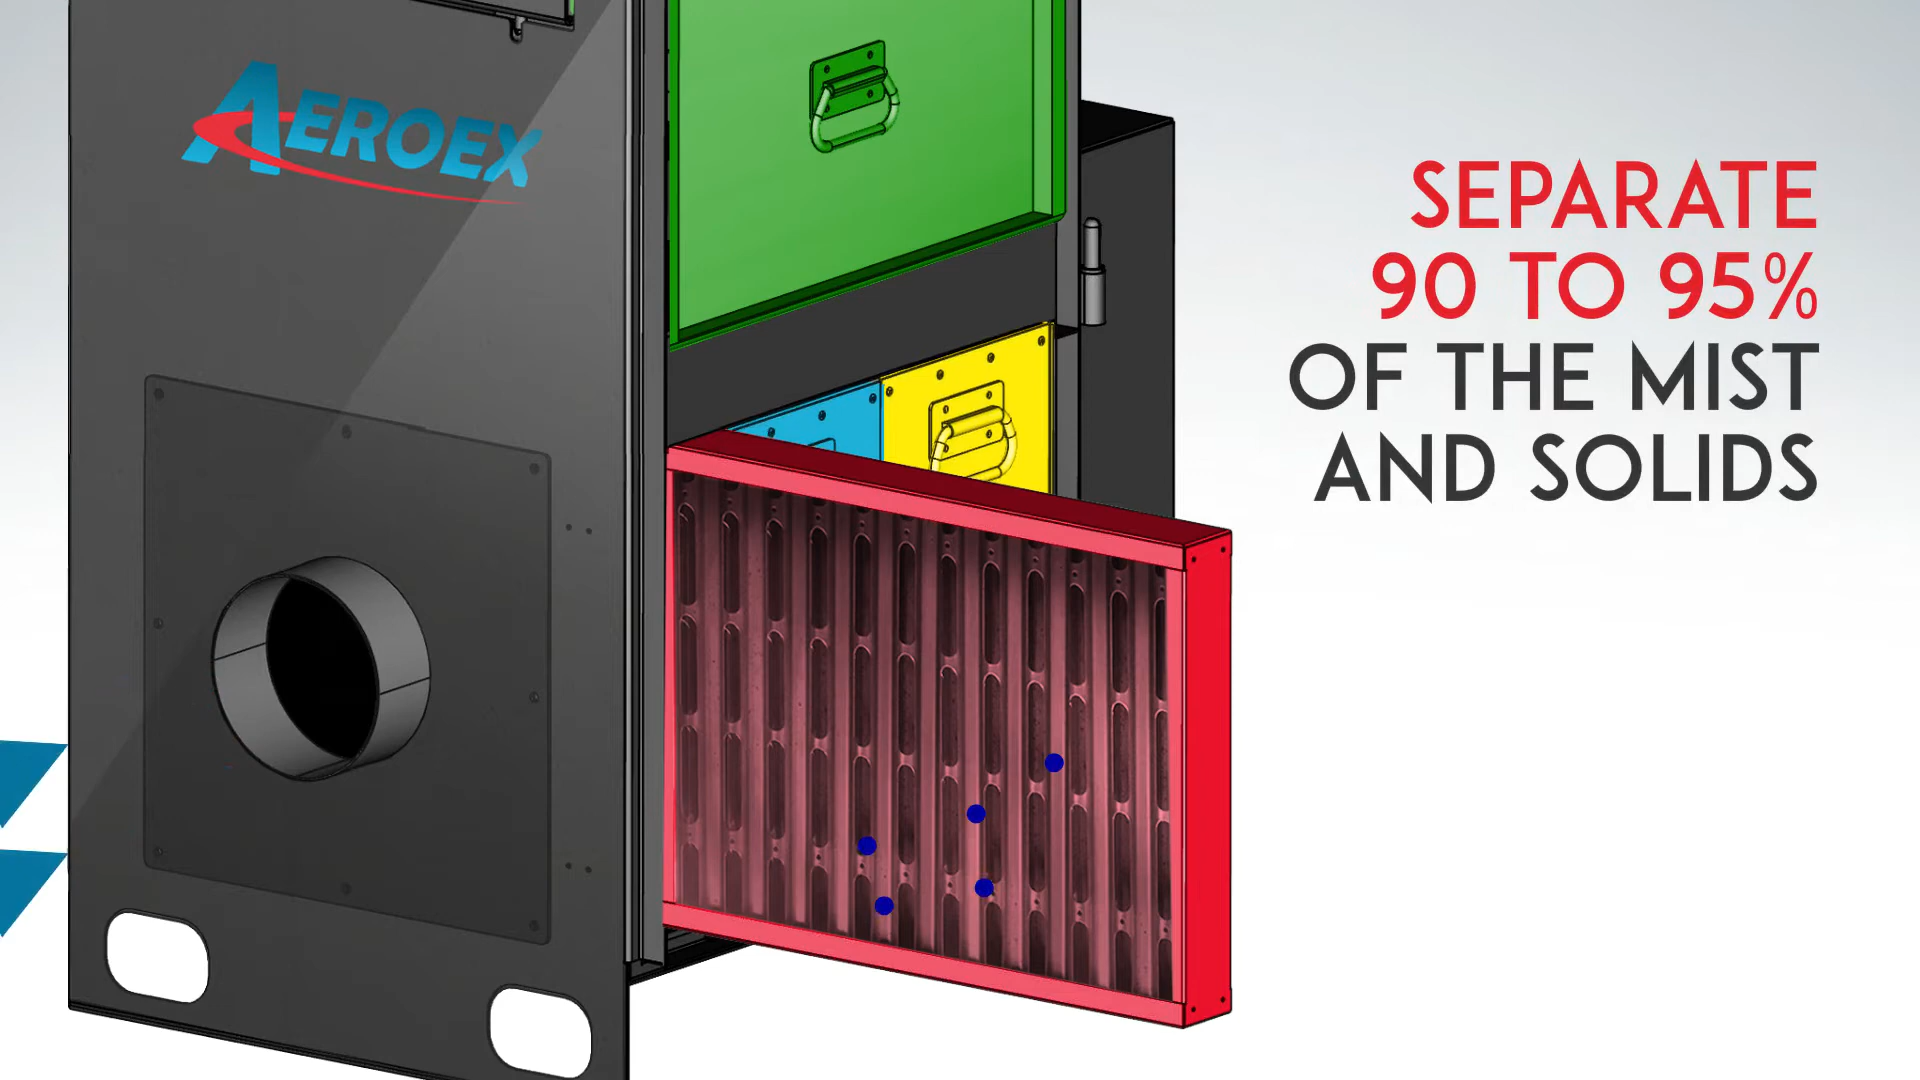 AEROEX
SEPARATE
90 TO 95%
OF THE MIST
AND SOLIDS